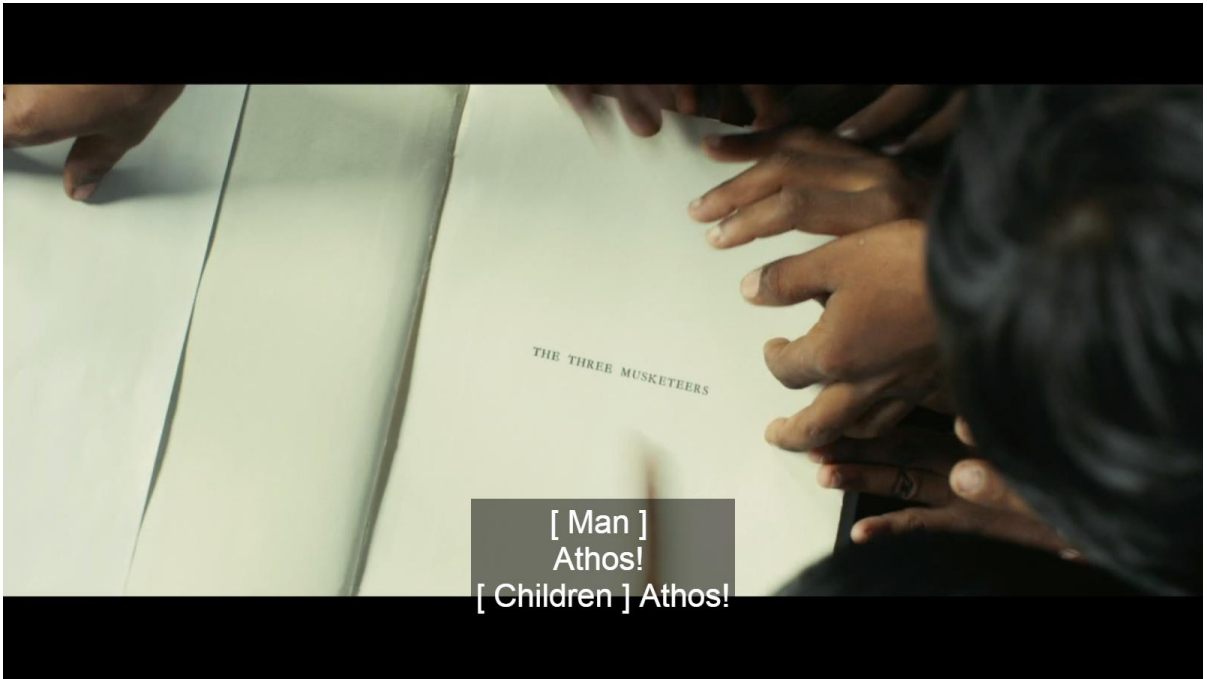 THE THREE MUSKETEERS
[ Man ]
Athos!
[ Children ] Athos!